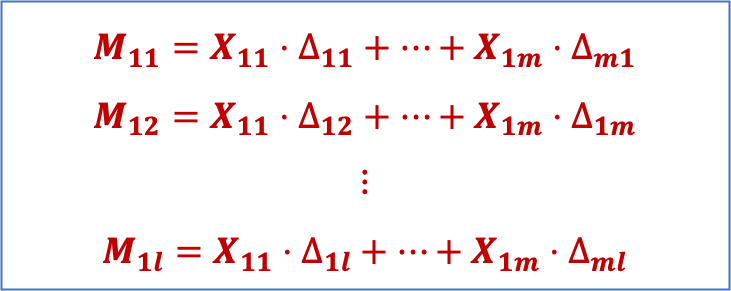 M₁₁ = X₁₁ · Δ₁₁ + ⋯ + X₁ₘ · Δₘ₁
M₁₂ = X₁₁ · Δ₁₂ + ⋯ + X₁ₘ · Δ₁ₘ
⋮
M₁ₗ = X₁₁ · Δ₁ₗ + ⋯ + X₁ₘ · Δₘₗ